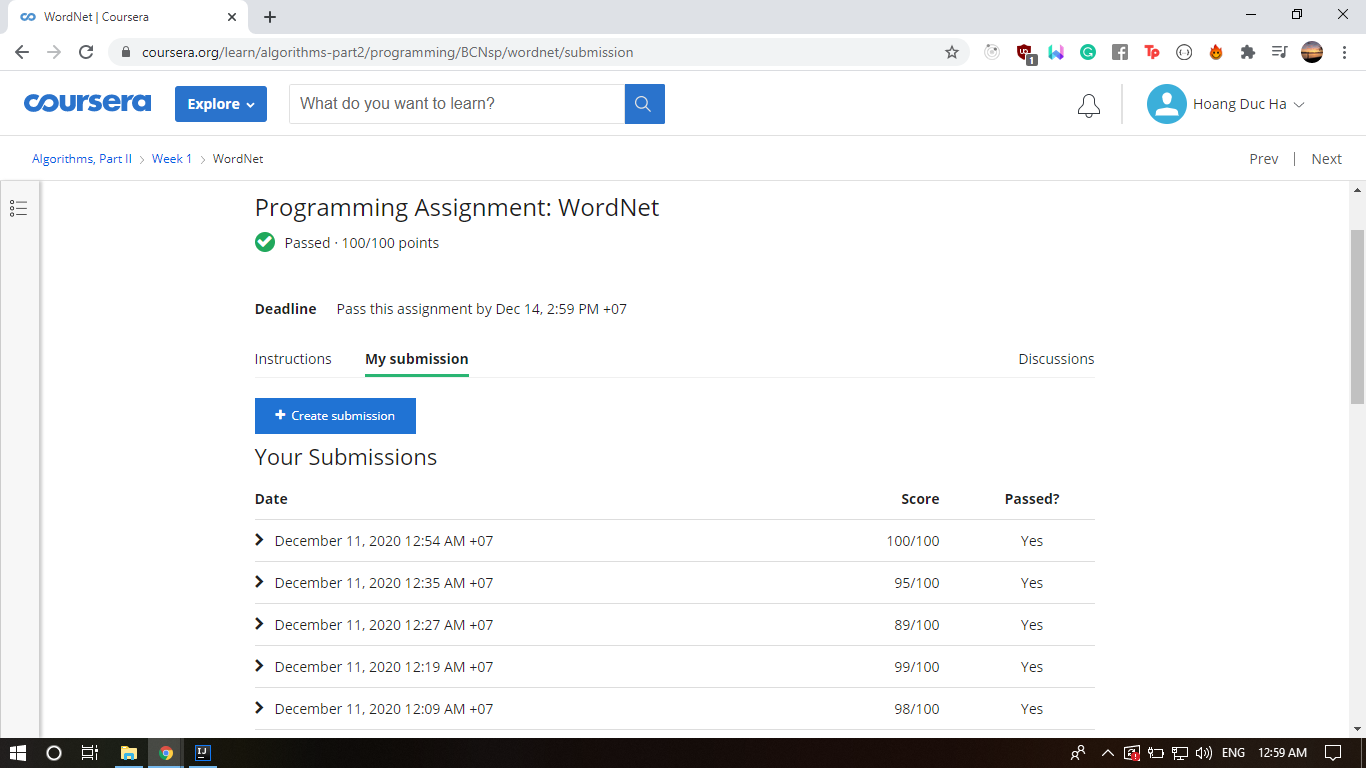 WordNet | Coursera
coursera.org/learn/algorithms-part2/programming/BCNsp/wordnet/submission
1
coursera Explore What do you want to learn? Hoang Duc Ha
Algorithms, Part II > Week 1 > WordNet Prev | Next
Programming Assignment: WordNet
Passed · 100/100 points
Deadline Pass this assignment by Dec 14, 2:59 PM +07
Instructions My submission Discussions
+ Create submission
Your Submissions
Date Score Passed?
December 11, 2020 12:54 AM +07 100/100 Yes
December 11, 2020 12:35 AM +07 95/100 Yes
December 11, 2020 12:27 AM +07 89/100 Yes
December 11, 2020 12:19 AM +07 99/100 Yes
December 11, 2020 12:09 AM +07 98/100 Yes
IJ ENG 12:59 AM